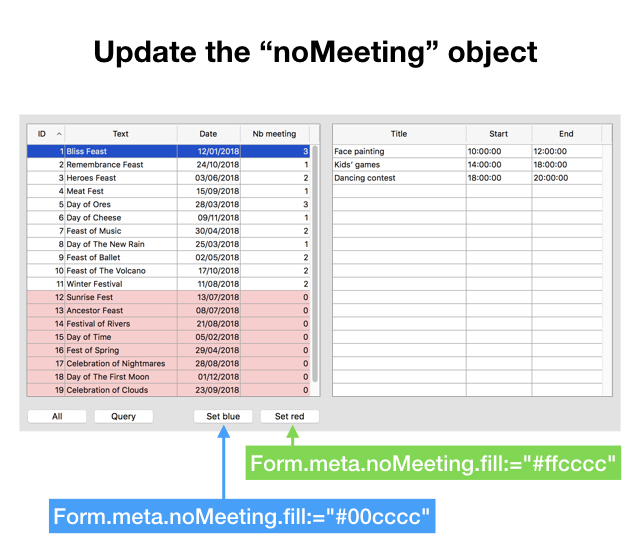 Update the “noMeeting” object
ID Text Date Nb meeting
1 Bliss Feast 12/01/2018 3
2 Remembrance Feast 24/10/2018 1
3 Heroes Feast 03/06/2018 2
4 Meat Fest 15/09/2018 1
5 Day of Ores 28/03/2018 3
6 Day of Cheese 09/11/2018 1
7 Feast of Music 30/04/2018 2
8 Day of The New Rain 25/03/2018 1
9 Feast of Ballet 02/05/2018 2
10 Feast of The Volcano 17/10/2018 2
11 Winter Festival 11/08/2018 2
12 Sunrise Fest 13/07/2018 0
13 Ancestor Feast 08/07/2018 0
14 Festival of Rivers 21/08/2018 0
15 Day of Time 05/02/2018 0
16 Fest of Spring 29/04/2018 0
17 Celebration of Nightmares 28/08/2018 0
18 Day of The First Moon 01/12/2018 0
19 Celebration of Clouds 23/09/2018 0
Title Start End
Face painting 10:00:00 12:00:00
Kids’ games 14:00:00 18:00:00
Dancing contest 18:00:00 20:00:00
All Query Set blue Set red
Form.meta.noMeeting.fill:="#ffcccc"
Form.meta.noMeeting.fill:="#00cccc"